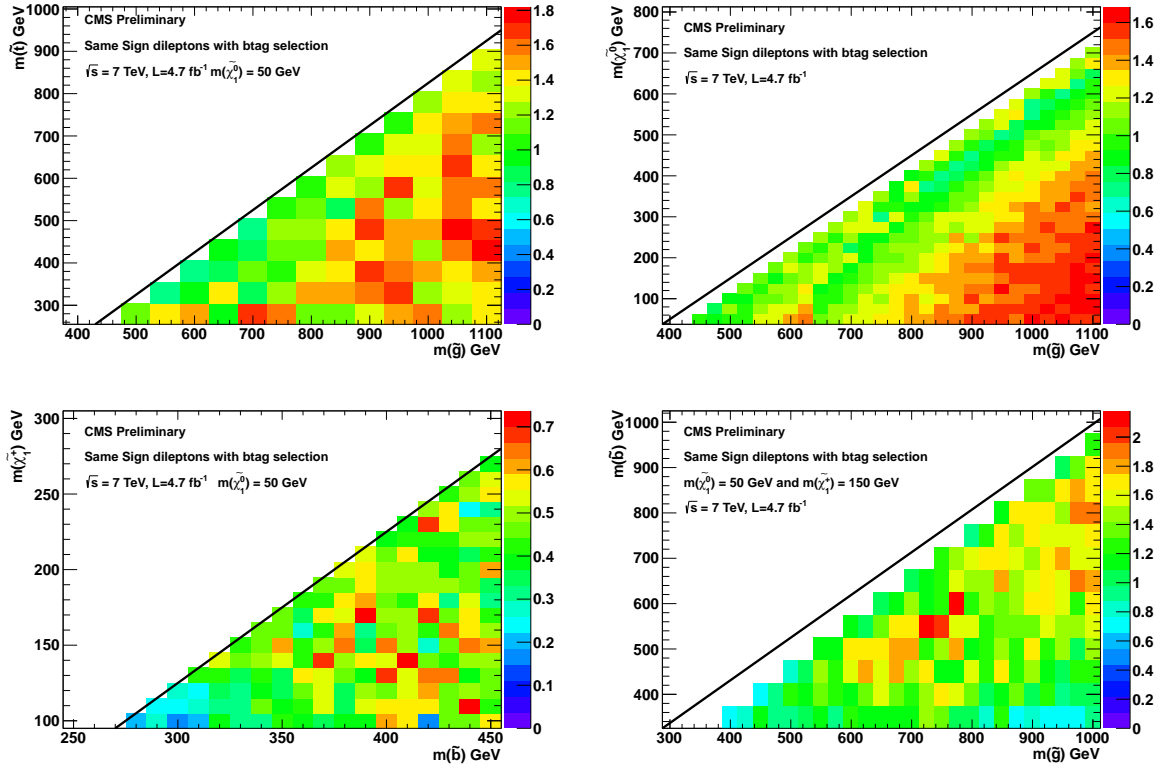 m(t̃) GeV
1000
900
800
700
600
500
400
300
CMS Preliminary
Same Sign dileptons with btag selection
√s = 7 TeV, L=4.7 fb⁻¹ m(χ̃₁⁰) = 50 GeV
400 500 600 700 800 900 1000 1100
m(g̃) GeV
1.8
1.6
1.4
1.2
1
0.8
0.6
0.4
0.2
0
m(χ̃₁⁰) GeV
800
700
600
500
400
300
200
100
CMS Preliminary
Same Sign dileptons with btag selection
√s = 7 TeV, L=4.7 fb⁻¹
400 500 600 700 800 900 1000 1100
m(g̃) GeV
1.6
1.4
1.2
1
0.8
0.6
0.4
0.2
0
m(χ̃₁⁺) GeV
300
250
200
150
100
CMS Preliminary
Same Sign dileptons with btag selection
√s = 7 TeV, L=4.7 fb⁻¹ m(χ̃₁⁰) = 50 GeV
250 300 350 400 450
m(b̃) GeV
0.7
0.6
0.5
0.4
0.3
0.2
0.1
0
m(b̃) GeV
1000
900
800
700
600
500
400
CMS Preliminary
Same Sign dileptons with btag selection
m(χ̃₁⁰) = 50 GeV and m(χ̃₁⁺) = 150 GeV
√s = 7 TeV, L=4.7 fb⁻¹
300 400 500 600 700 800 900 1000
m(g̃) GeV
2
1.8
1.6
1.4
1.2
1
0.8
0.6
0.4
0.2
0